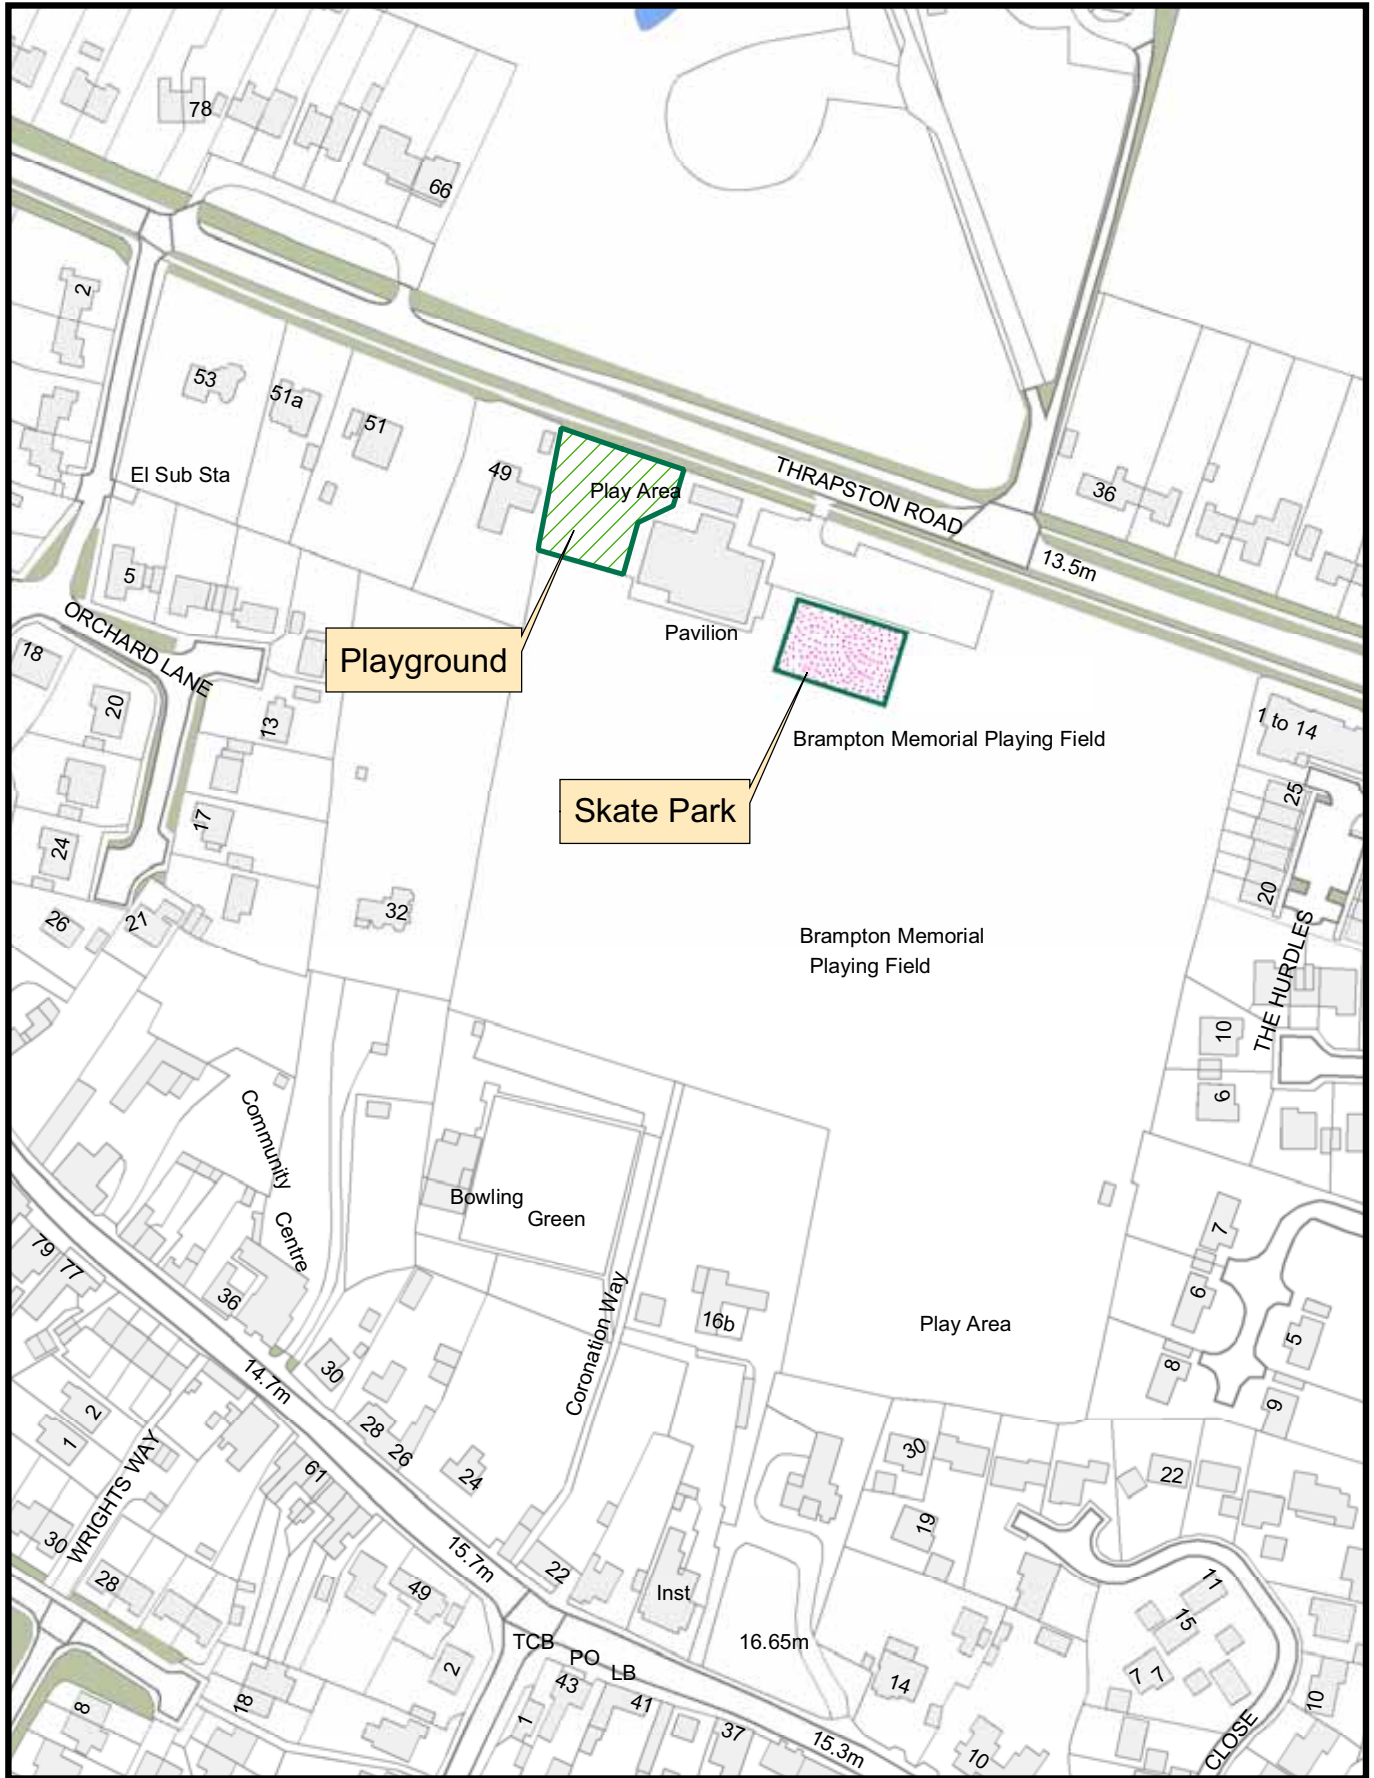 78
66
2
53
51a
51
49
El Sub Sta
Play Area
THRAPSTON ROAD
36
13.5m
5
ORCHARD LANE
Pavilion
Playground
18
20
13
1 to 14
Brampton Memorial Playing Field
Skate Park
25
17
24
20
32
26
21
Brampton Memorial
Playing Field
THE HURDLES
10
6
Community
Centre
Bowling
Green
7
79
77
36
6
Coronation Way
16b
Play Area
5
30
8
14.7m
9
2
1
28
26
30
WRIGHTS WAY
61
24
22
19
30
15.7m
28
49
22
Inst
11
15
TCB
PO
LB
16.65m
2
43
41
14
7
7
18
8
1
37
15.3m
10
10
CLOSE